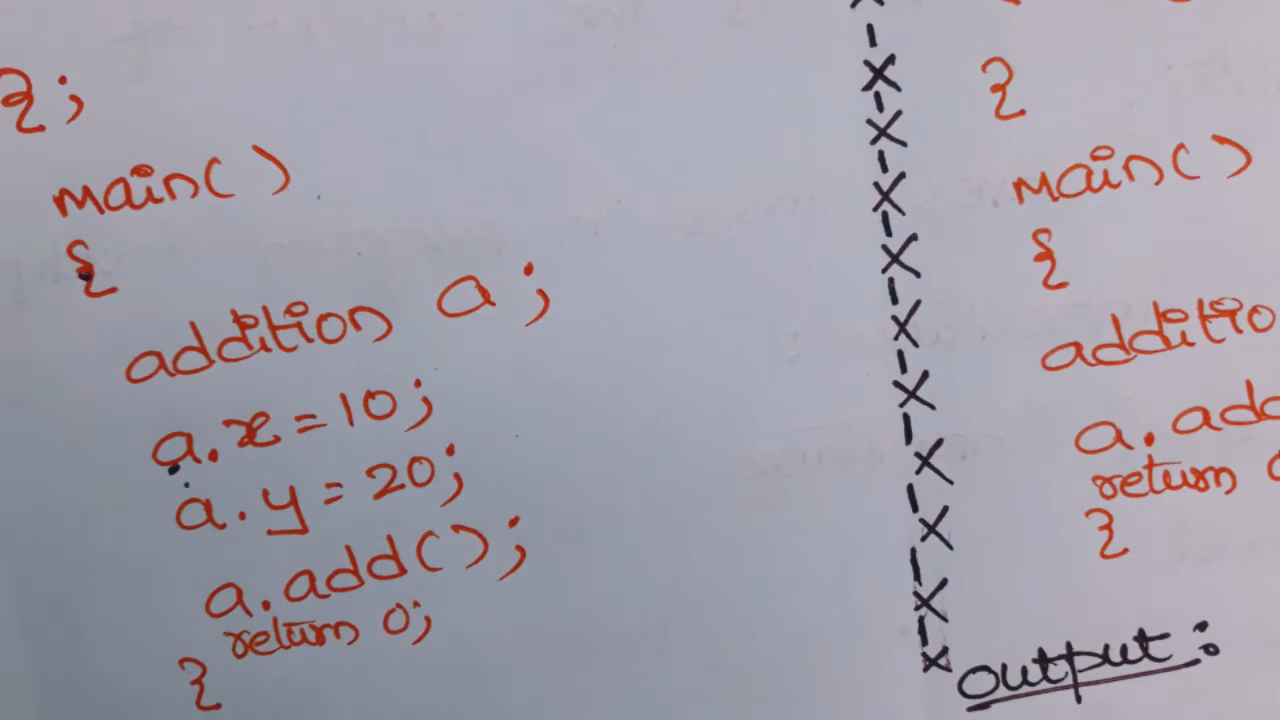 };
main()
{
addition a;
a.x=10;
a.y=20;
a.add();
return 0;
}
}
main()
{
additio
a.add
return
}
output: